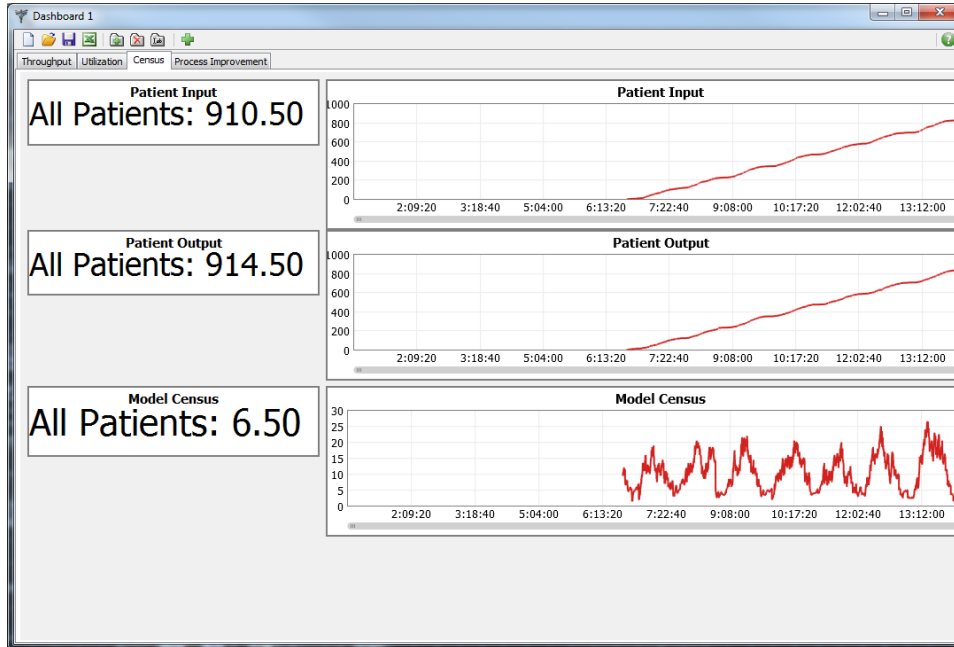 Dashboard 1
Throughput Utilization Census Process Improvement
Patient Input
All Patients: 910.50
Patient Input
1000
800
600
400
200
0
2:09:20 3:18:40 5:04:00 6:13:20 7:22:40 9:08:00 10:17:20 12:02:40 13:12:00
Patient Output
All Patients: 914.50
Patient Output
1000
800
600
400
200
0
2:09:20 3:18:40 5:04:00 6:13:20 7:22:40 9:08:00 10:17:20 12:02:40 13:12:00
Model Census
All Patients: 6.50
Model Census
30
25
20
15
10
5
0
2:09:20 3:18:40 5:04:00 6:13:20 7:22:40 9:08:00 10:17:20 12:02:40 13:12:00